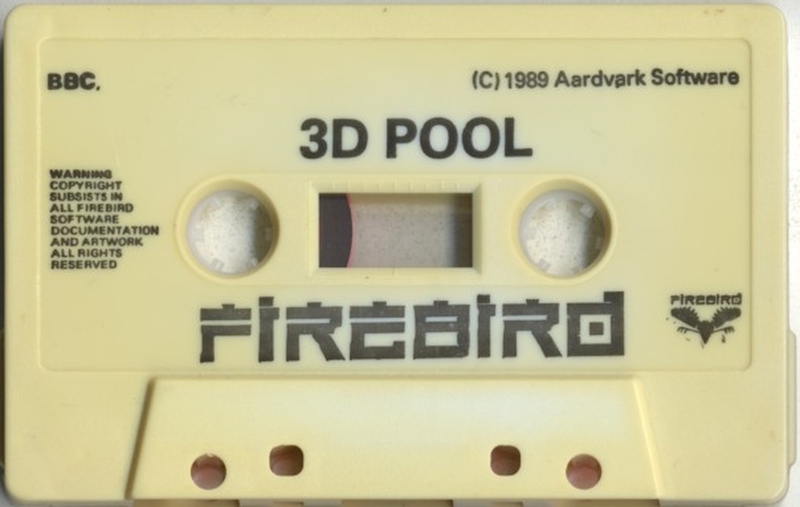 BBC.
(C) 1989 Aardvark Software
3D POOL
WARNING
COPYRIGHT
SUBSISTS IN
ALL FIREBIRD
SOFTWARE
DOCUMENTATION
AND ARTWORK
ALL RIGHTS
RESERVED
FIREBIRD
FIREBIRD